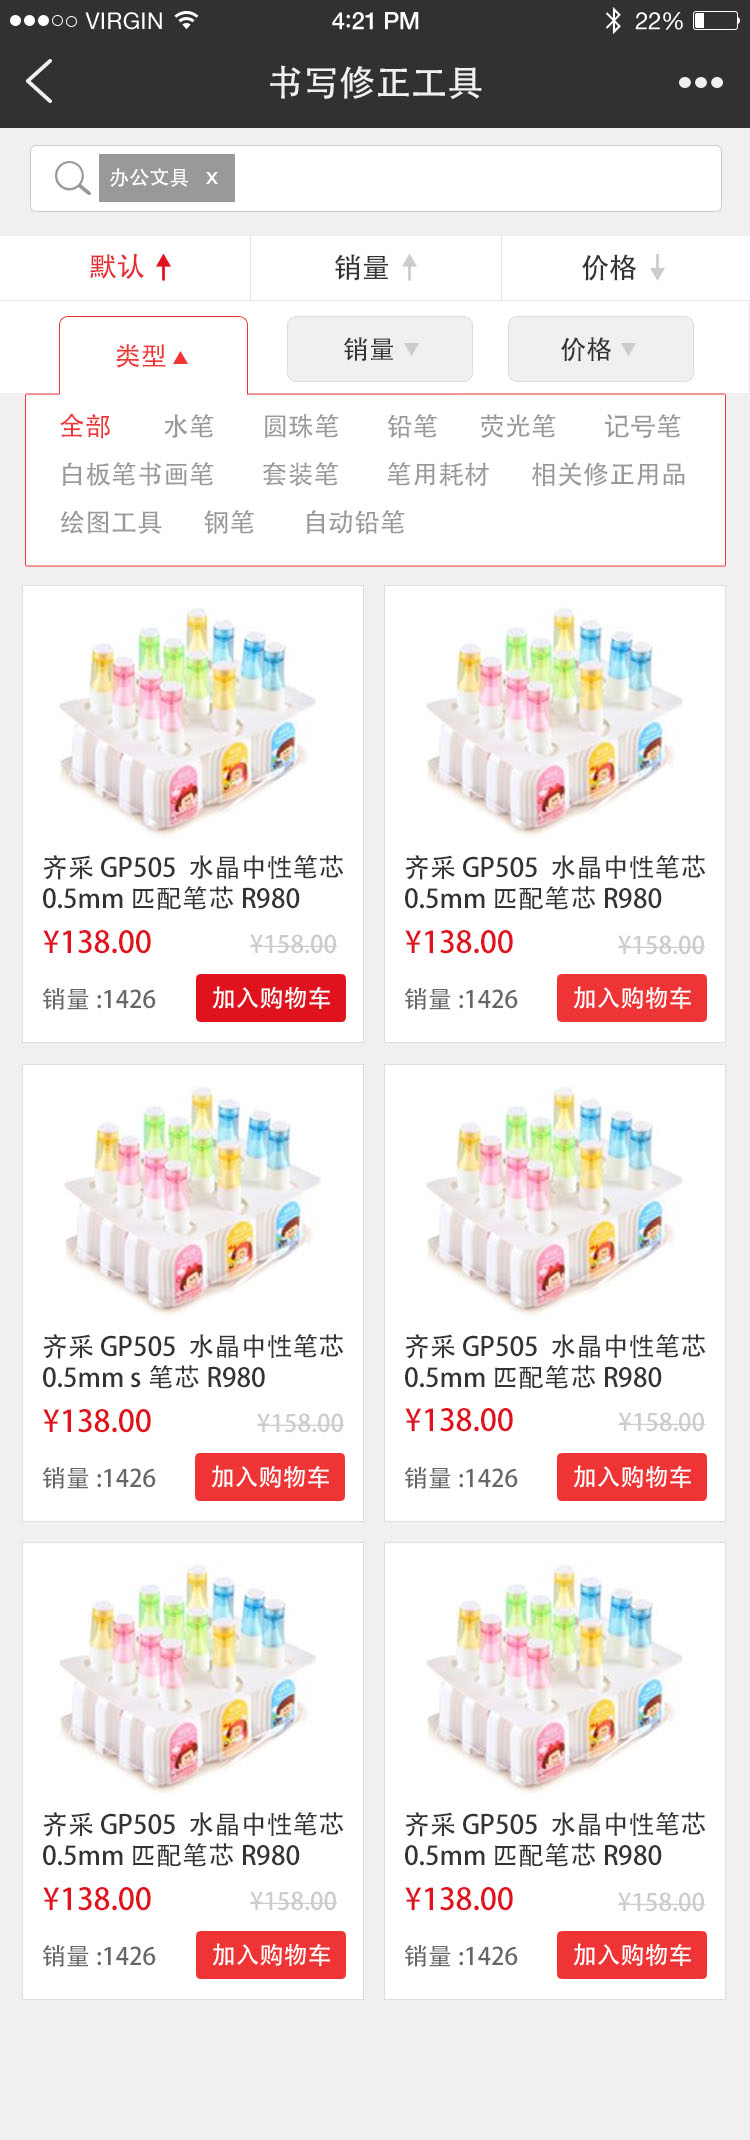 VIRGIN 4:21 PM 22%
书写修正工具
办公文具 x
默认 销量 价格
类型 销量 价格
全部 水笔 圆珠笔 铅笔 荧光笔 记号笔
白板笔书画笔 套装笔 笔用耗材 相关修正用品
绘图工具 钢笔 自动铅笔
齐采 GP505 水晶中性笔芯
0.5mm 匹配笔芯 R980
¥138.00 ¥158.00
销量 :1426 加入购物车
齐采 GP505 水晶中性笔芯
0.5mm 匹配笔芯 R980
¥138.00 ¥158.00
销量 :1426 加入购物车
齐采 GP505 水晶中性笔芯
0.5mm s 笔芯 R980
¥138.00 ¥158.00
销量 :1426 加入购物车
齐采 GP505 水晶中性笔芯
0.5mm 匹配笔芯 R980
¥138.00 ¥158.00
销量 :1426 加入购物车
齐采 GP505 水晶中性笔芯
0.5mm 匹配笔芯 R980
¥138.00 ¥158.00
销量 :1426 加入购物车
齐采 GP505 水晶中性笔芯
0.5mm 匹配笔芯 R980
¥138.00 ¥158.00
销量 :1426 加入购物车